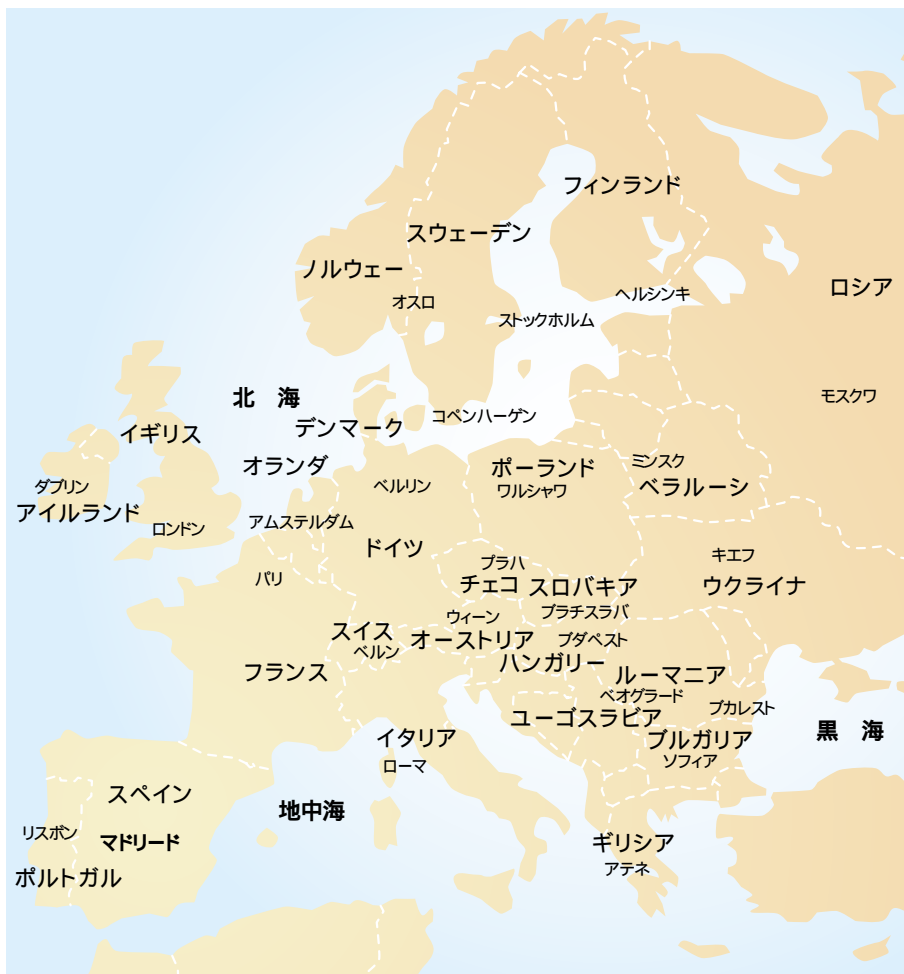 フィンランド
スウェーデン
ノルウェー
オスロ
ヘルシンキ
ロシア
ストックホルム
モスクワ
北　海
コペンハーゲン
デンマーク
イギリス
オランダ
ポーランド
ミンスク
ダブリン
ベルリン
ワルシャワ
ベラルーシ
アイルランド
ロンドン
アムステルダム
ドイツ
キエフ
プラハ
パリ
チェコ
スロバキア
ウクライナ
ブラチスラバ
ウィーン
スイス
オーストリア
ブダペスト
ベルン
ハンガリー
フランス
ルーマニア
ベオグラード
ブカレスト
ユーゴスラビア
黒　海
イタリア
ブルガリア
ローマ
ソフィア
スペイン
地中海
リスボン
マドリード
ギリシア
アテネ
ポルトガル